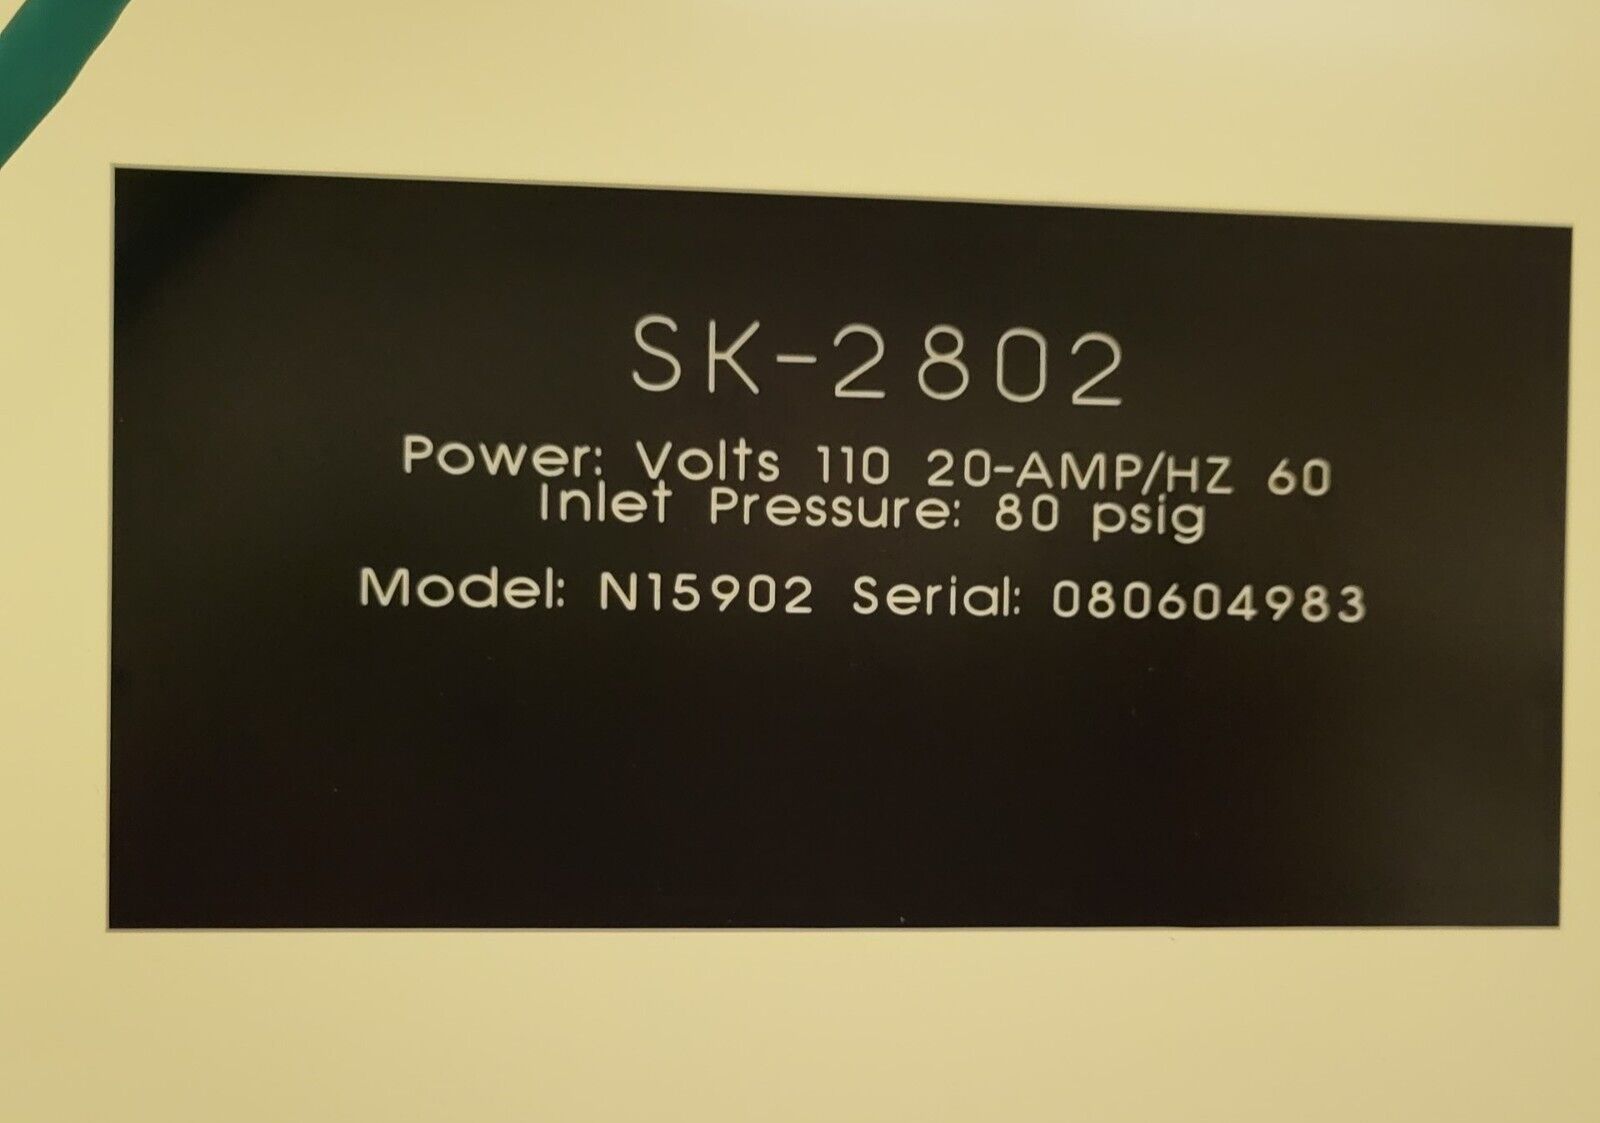 SK-2802
Power: Volts 110 20-AMP/HZ 60
Inlet Pressure: 80 psig
Model: N15902 Serial: 080604983